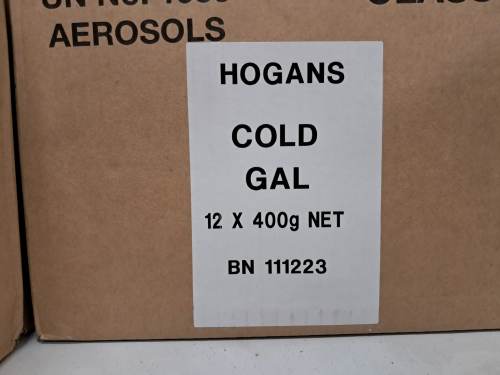 AEROSOLS
HOGANS
COLD
GAL
12 X 400g NET
BN 111223